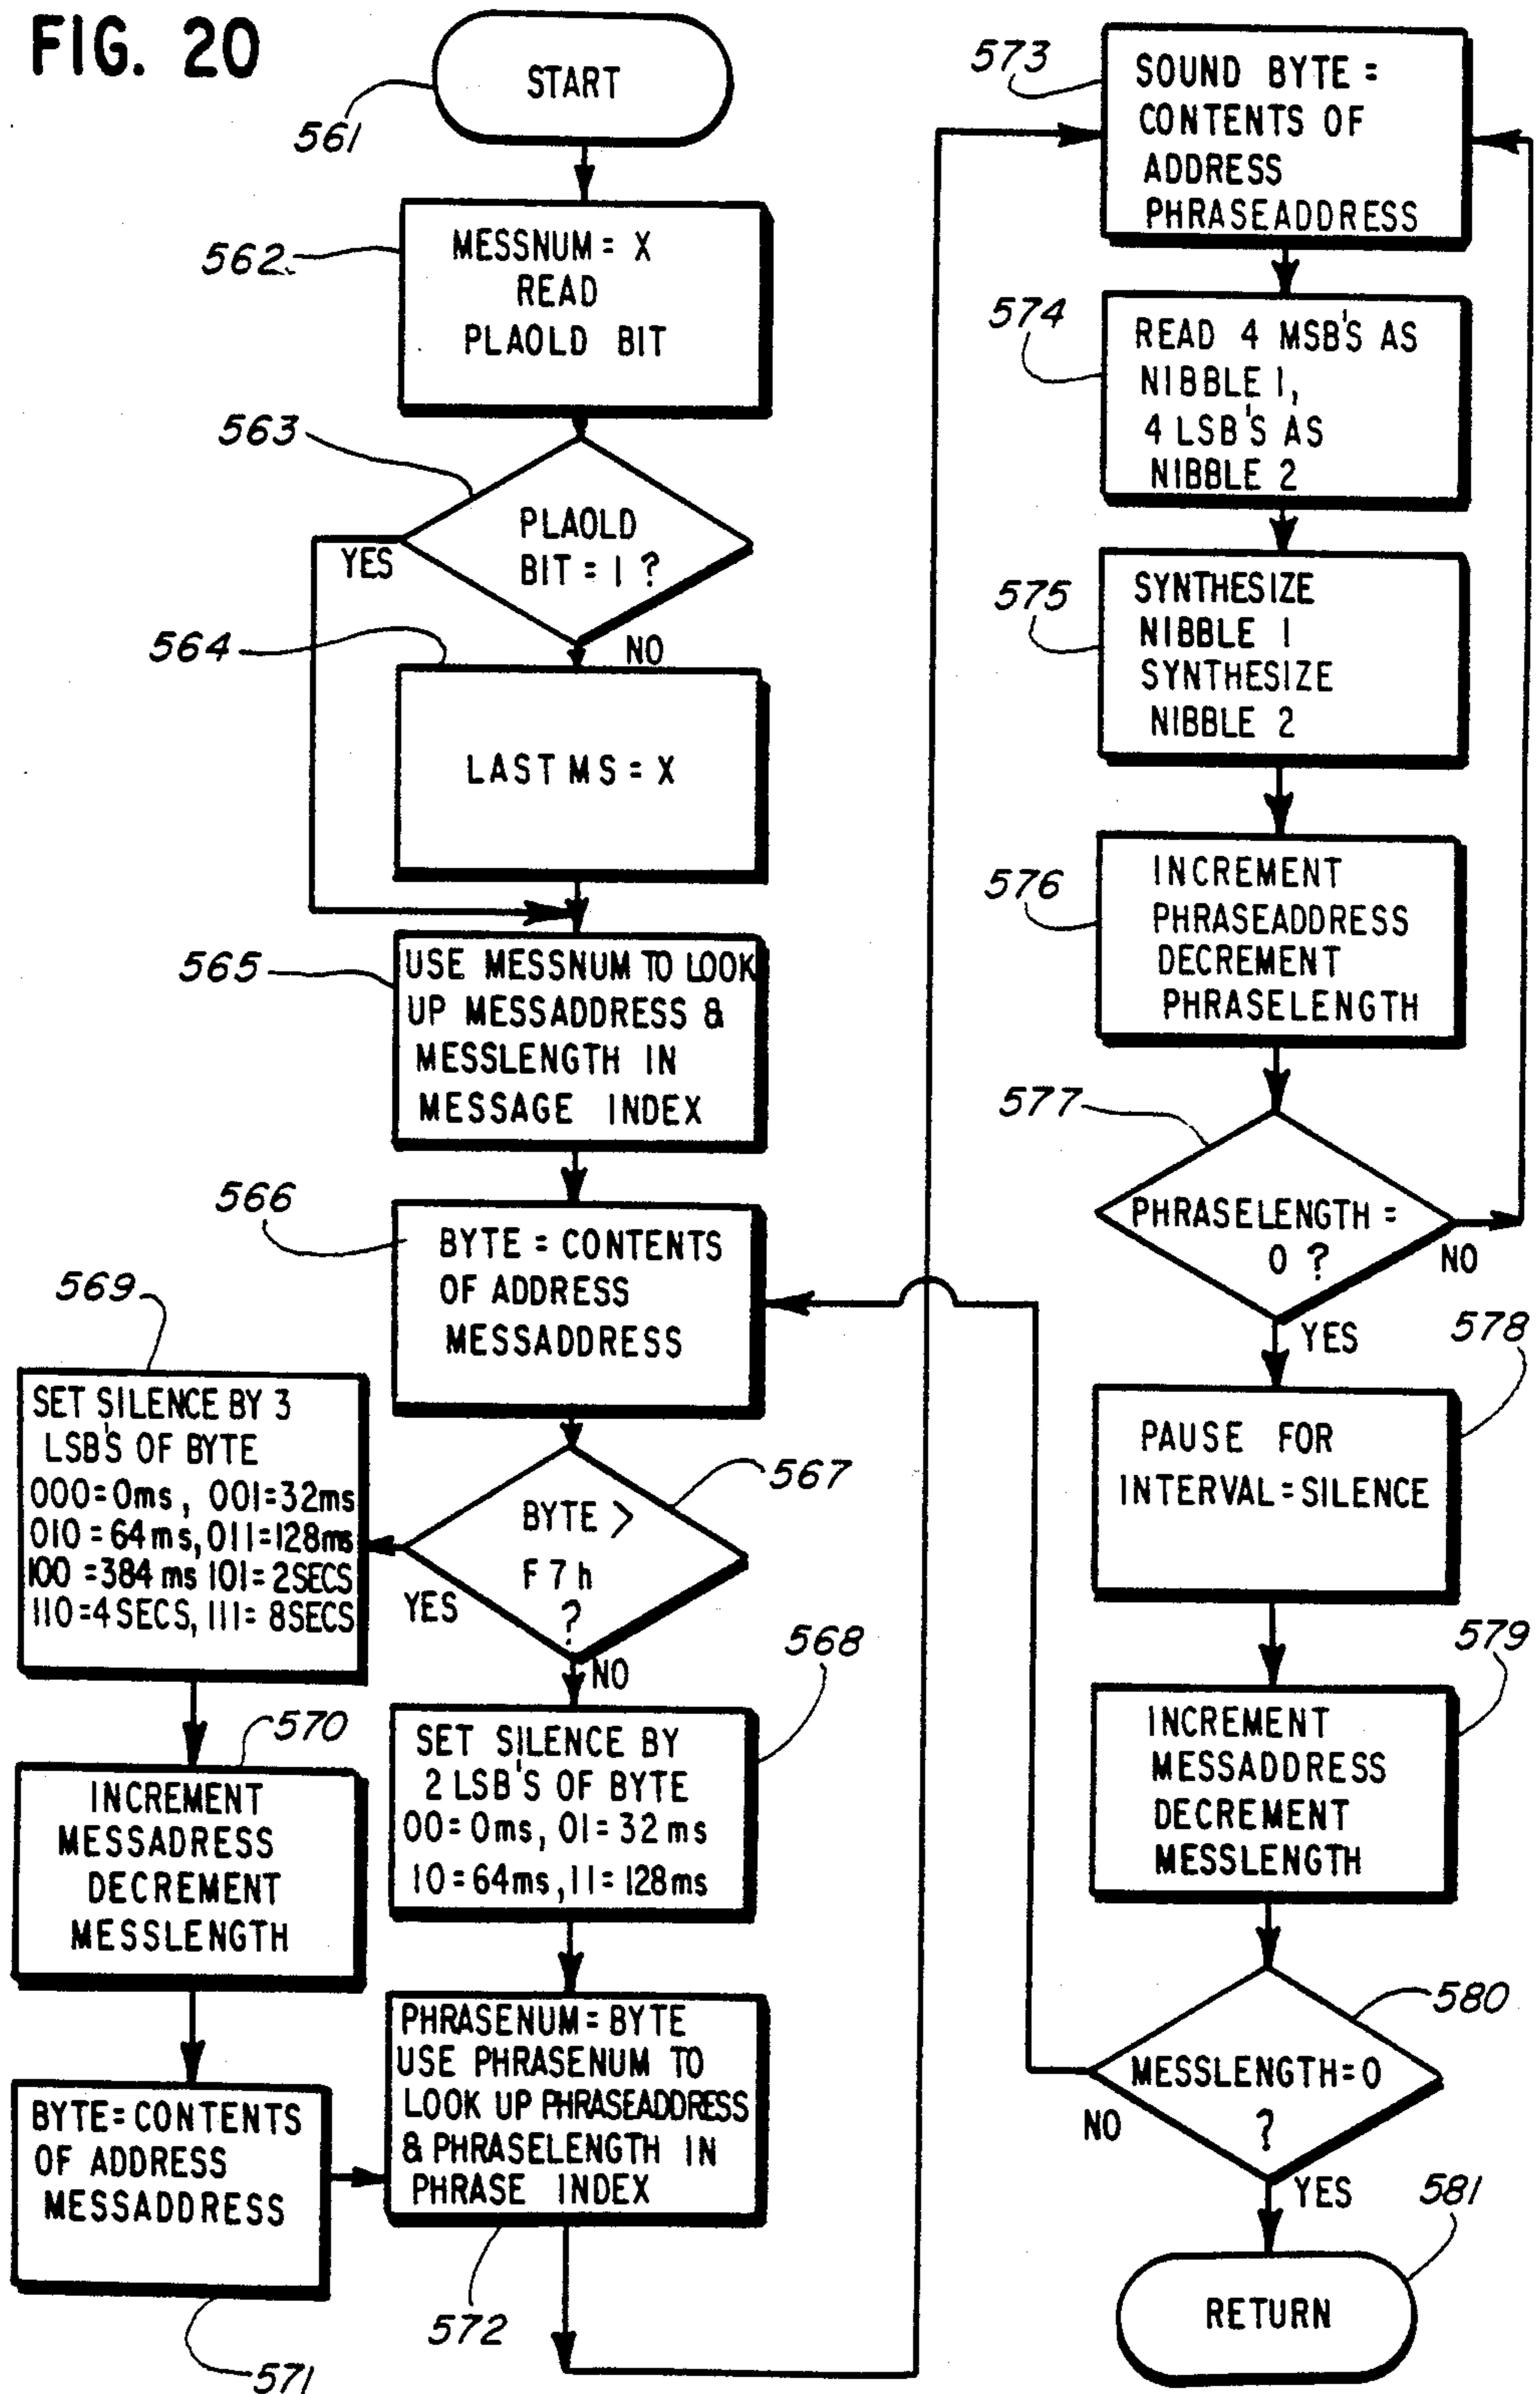 FIG. 20
START
561
562
MESSNUM = X
READ
PLAOLD BIT
563
PLAOLD
BIT = 1 ?
YES
NO
564
LAST MS = X
565
USE MESSNUM TO LOOK
UP MESSADDRESS &
MESSLENGTH IN
MESSAGE INDEX
566
BYTE = CONTENTS
OF ADDRESS
MESSADDRESS
567
BYTE >
F7h
?
YES
NO
569
SET SILENCE BY 3
LSB'S OF BYTE
000=0ms, 001=32ms
010=64ms, 011=128ms
100=384ms 101=2SECS
110=4SECS, 111=8SECS
568
SET SILENCE BY
2 LSB'S OF BYTE
00=0ms, 01=32ms
10=64ms, 11=128ms
570
INCREMENT
MESSADRESS
DECREMENT
MESSLENGTH
571
BYTE=CONTENTS
OF ADDRESS
MESSADDRESS
572
PHRASENUM=BYTE
USE PHRASENUM TO
LOOK UP PHRASEADDRESS
& PHRASELENGTH IN
PHRASE INDEX
573
SOUND BYTE =
CONTENTS OF
ADDRESS
PHRASEADDRESS
574
READ 4 MSB'S AS
NIBBLE 1,
4 LSB'S AS
NIBBLE 2
575
SYNTHESIZE
NIBBLE 1
SYNTHESIZE
NIBBLE 2
576
INCREMENT
PHRASEADDRESS
DECREMENT
PHRASELENGTH
577
PHRASELENGTH =
0 ?
NO
YES
578
PAUSE FOR
INTERVAL=SILENCE
579
INCREMENT
MESSADDRESS
DECREMENT
MESSLENGTH
580
MESSLENGTH=0
?
NO
YES
581
RETURN